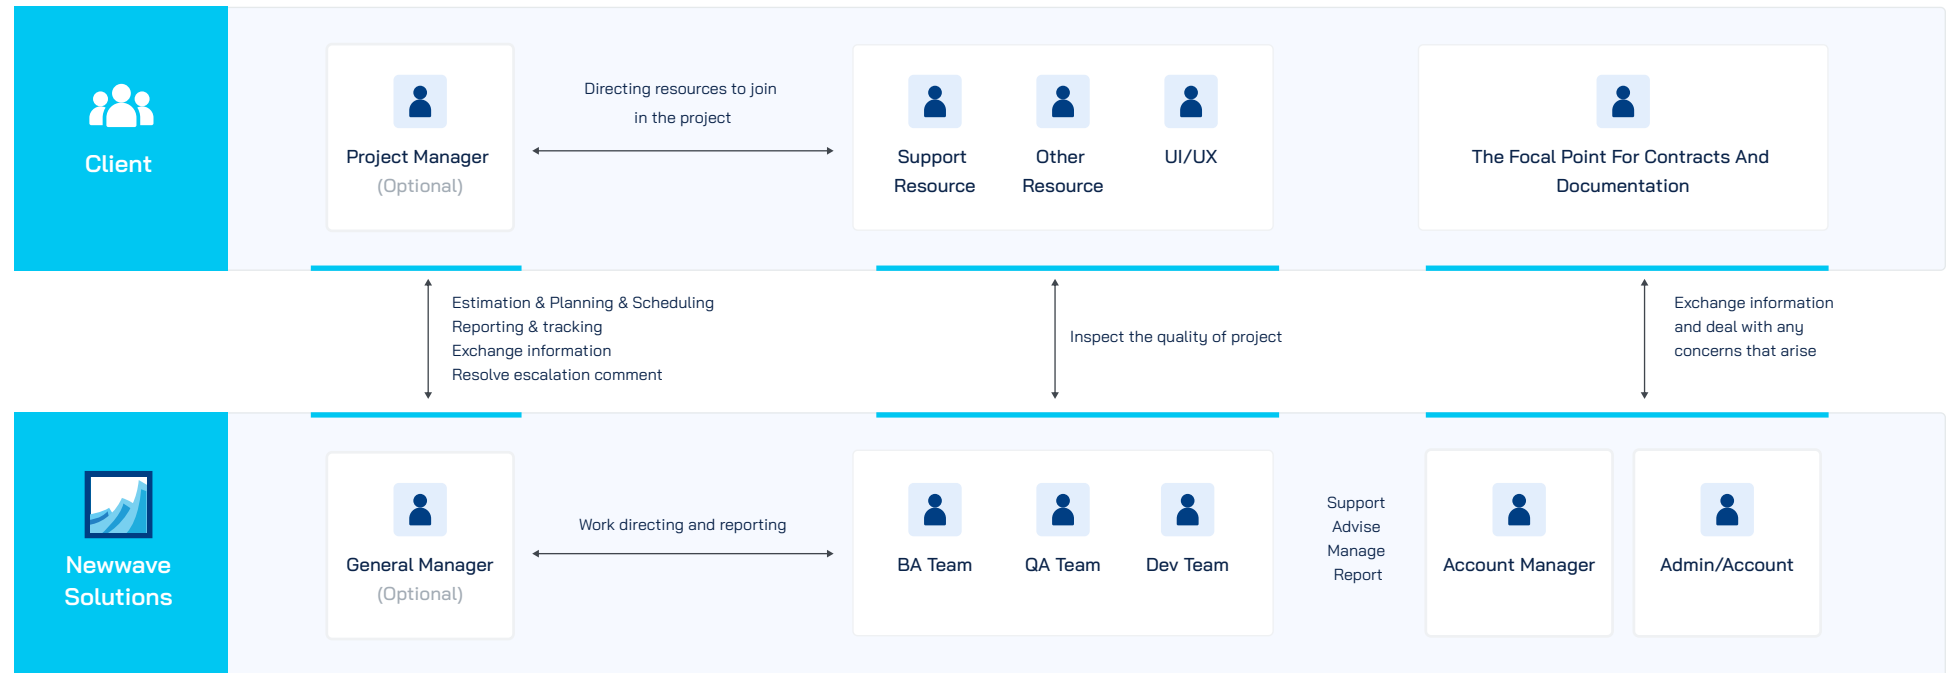 Client
Project Manager
(Optional)
Directing resources to join
in the project
Support
Resource
Other
Resource
UI/UX
The Focal Point For Contracts And
Documentation
Estimation & Planning & Scheduling
Reporting & tracking
Exchange information
Resolve escalation comment
Inspect the quality of project
Exchange information
and deal with any
concerns that arise
Newwave
Solutions
General Manager
(Optional)
Work directing and reporting
BA Team
QA Team
Dev Team
Support
Advise
Manage
Report
Account Manager
Admin/Account